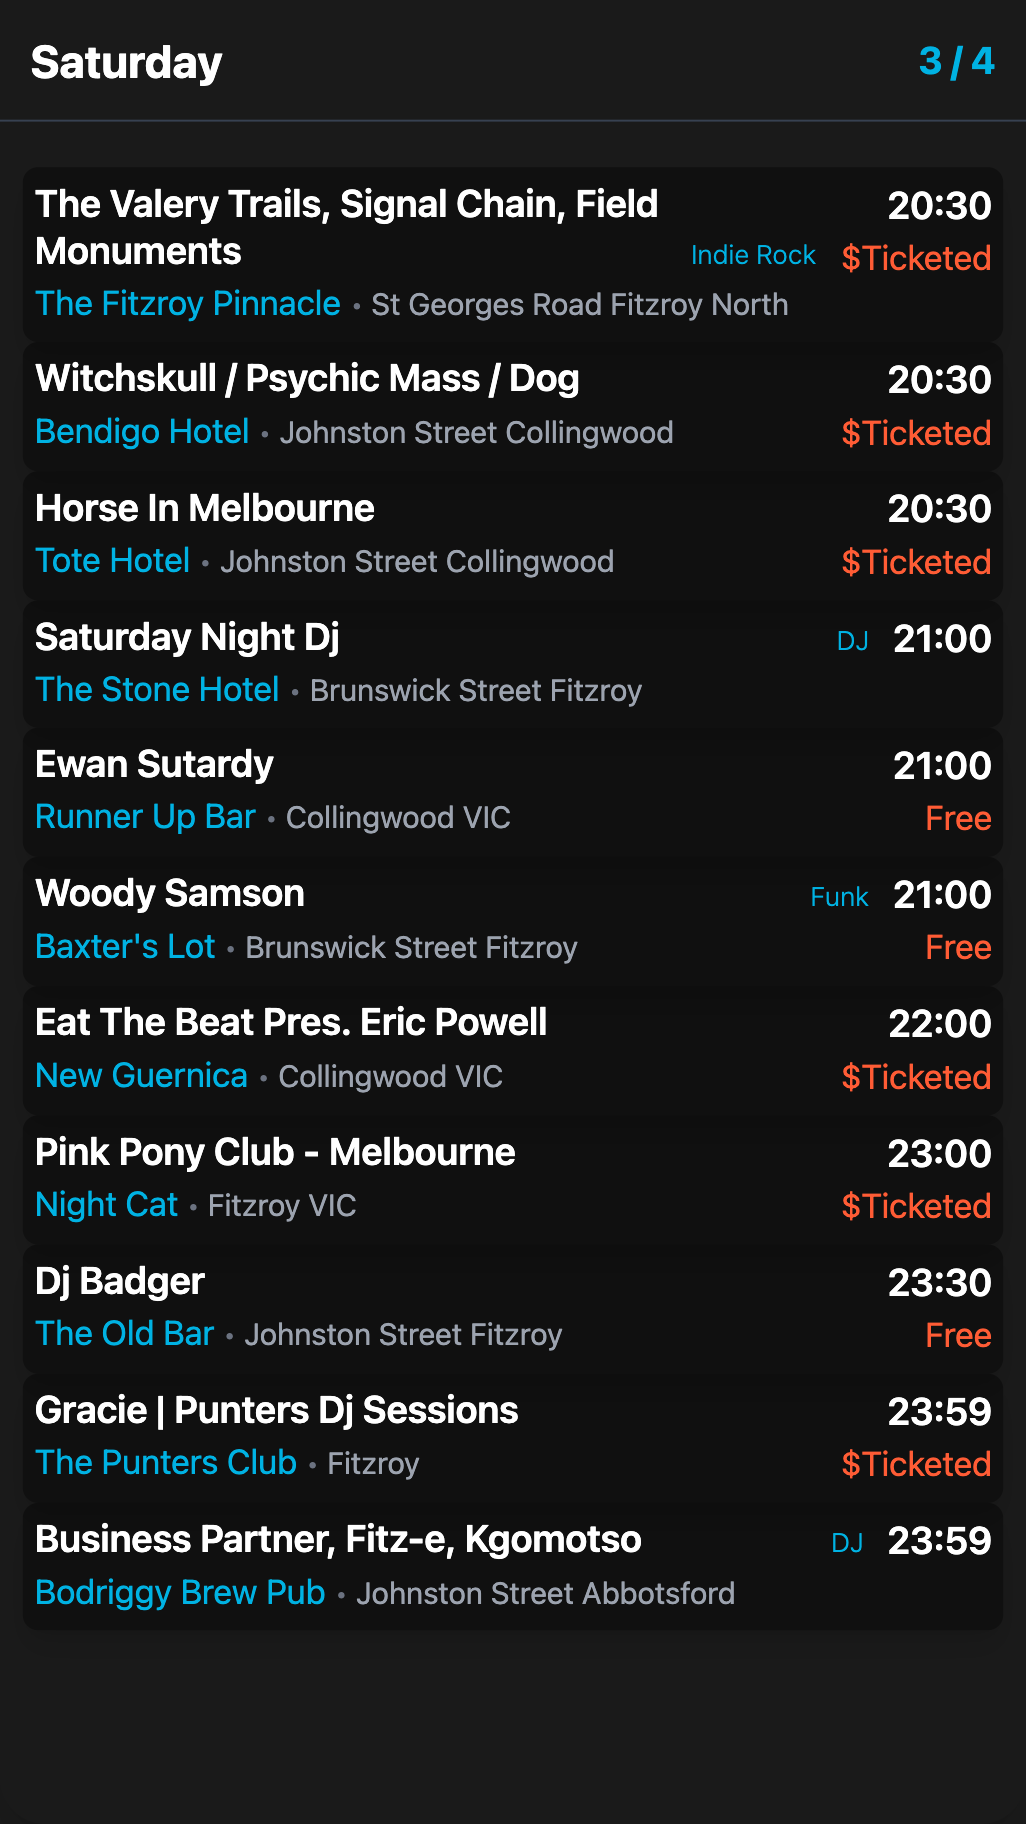 Saturday 3 / 4
The Valery Trails, Signal Chain, Field 20:30
Monuments Indie Rock $Ticketed
The Fitzroy Pinnacle • St Georges Road Fitzroy North
Witchskull / Psychic Mass / Dog 20:30
Bendigo Hotel • Johnston Street Collingwood $Ticketed
Horse In Melbourne 20:30
Tote Hotel • Johnston Street Collingwood $Ticketed
Saturday Night Dj DJ 21:00
The Stone Hotel • Brunswick Street Fitzroy
Ewan Sutardy 21:00
Runner Up Bar • Collingwood VIC Free
Woody Samson Funk 21:00
Baxter's Lot • Brunswick Street Fitzroy Free
Eat The Beat Pres. Eric Powell 22:00
New Guernica • Collingwood VIC $Ticketed
Pink Pony Club - Melbourne 23:00
Night Cat • Fitzroy VIC $Ticketed
Dj Badger 23:30
The Old Bar • Johnston Street Fitzroy Free
Gracie | Punters Dj Sessions 23:59
The Punters Club • Fitzroy $Ticketed
Business Partner, Fitz-e, Kgomotso DJ 23:59
Bodriggy Brew Pub • Johnston Street Abbotsford